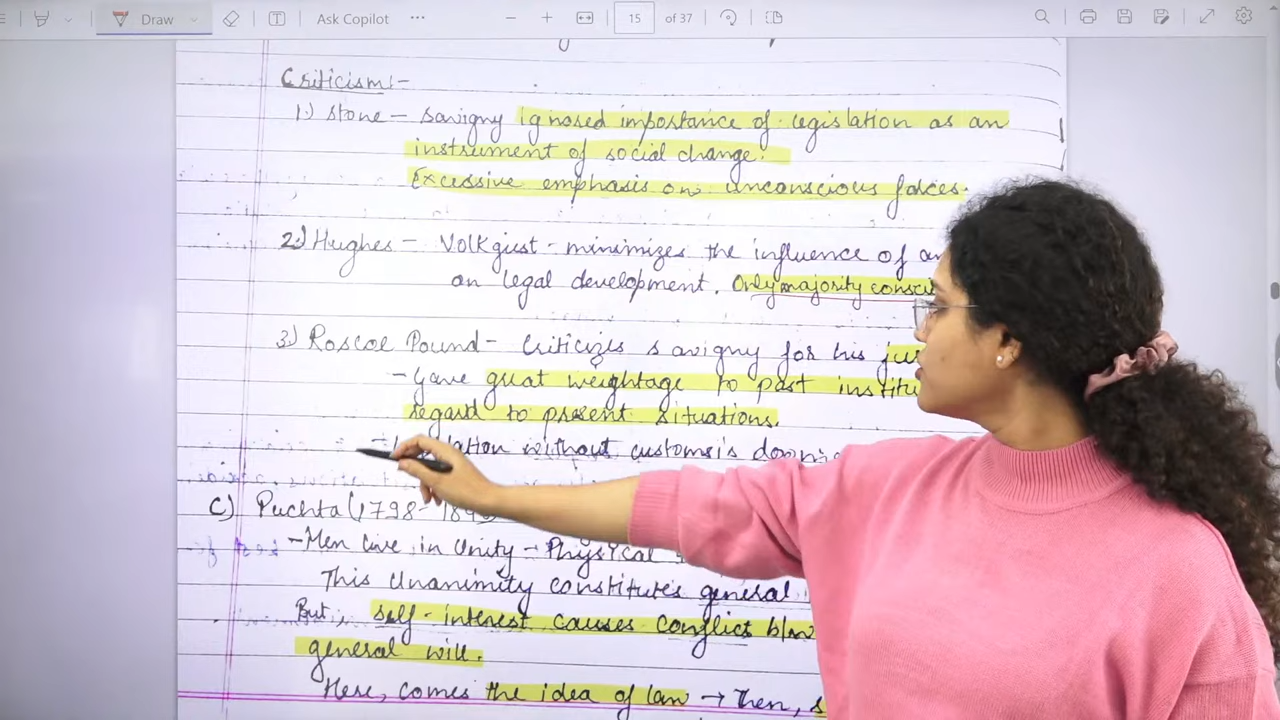 Draw
Ask Copilot
15 of 37
Criticism:-
1.) Stone - Savigny ignored importance of legislation as an
instrument of social change.
Excessive emphasis on unconscious forces.
2.) Hughes - Volkgiest - minimizes the influence of
on legal development. Only majority
3.) Roscoe Pound - Criticizes Savigny for his
- Gave great weightage to past
regard to present situations.
without customs is
C) Puchta (1798-
- Men live in Unity - Physical
This Unanimity constitutes general
But, self-interest causes conflict b/w
general will.
Here, comes the idea of law → Then,